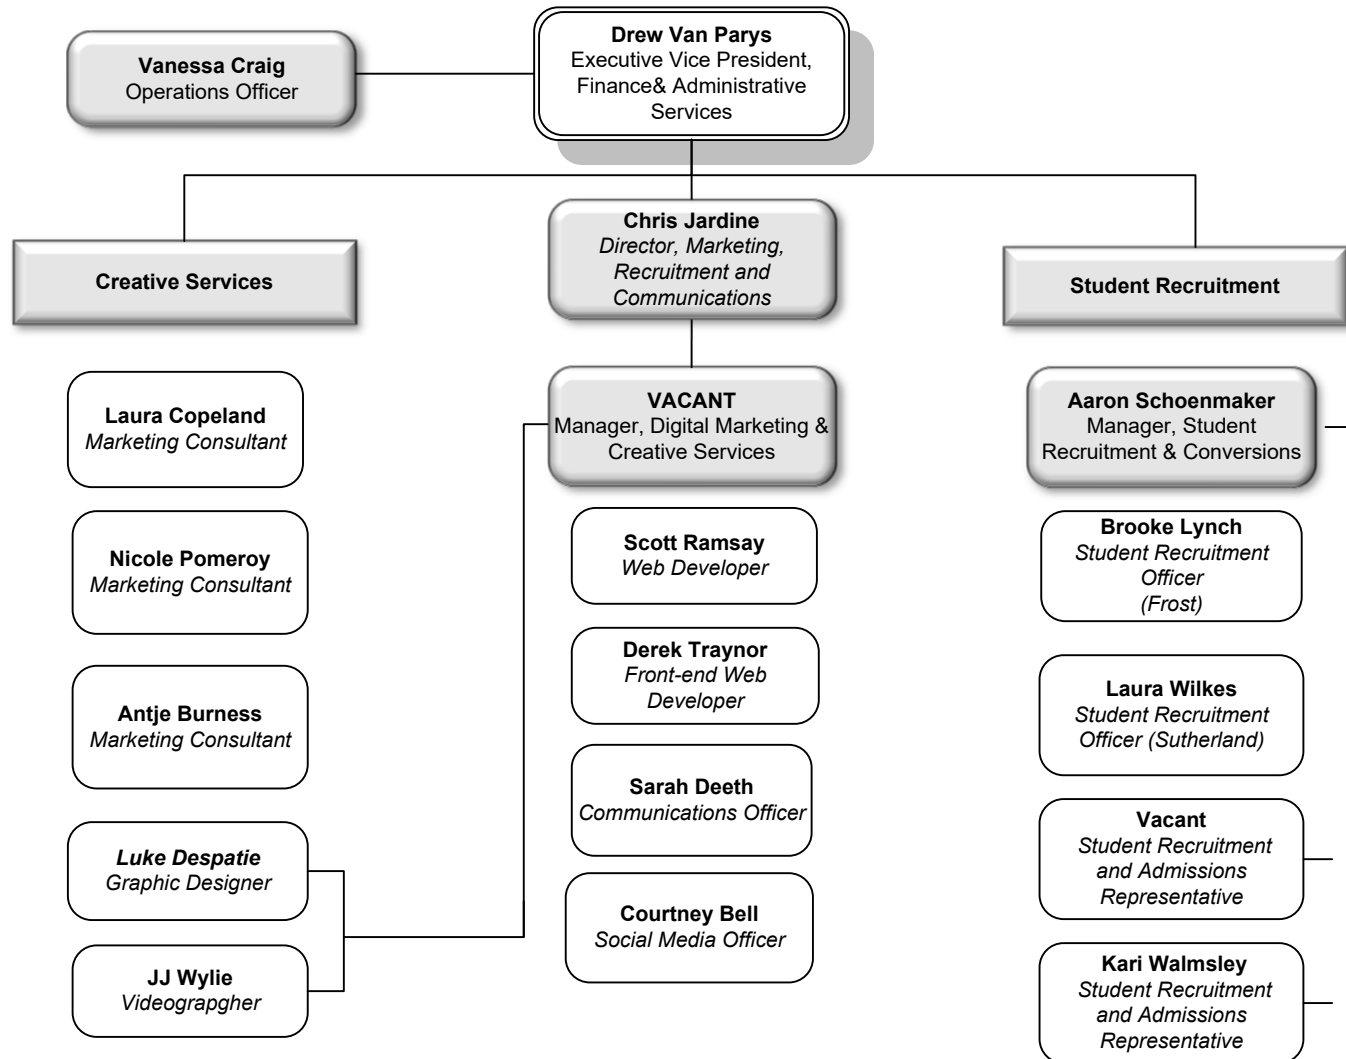 Drew Van Parys
Executive Vice President,
Finance& Administrative
Services
Vanessa Craig
Operations Officer
Chris Jardine
Director, Marketing,
Recruitment and
Communications
Creative Services
Student Recruitment
Laura Copeland
Marketing Consultant
Nicole Pomeroy
Marketing Consultant
Antje Burness
Marketing Consultant
Luke Despatie
Graphic Designer
JJ Wylie
Videograpgher
VACANT
Manager, Digital Marketing &
Creative Services
Scott Ramsay
Web Developer
Derek Traynor
Front-end Web
Developer
Sarah Deeth
Communications Officer
Courtney Bell
Social Media Officer
Aaron Schoenmaker
Manager, Student
Recruitment & Conversions
Brooke Lynch
Student Recruitment
Officer
(Frost)
Laura Wilkes
Student Recruitment
Officer (Sutherland)
Vacant
Student Recruitment
and Admissions
Representative
Kari Walmsley
Student Recruitment
and Admissions
Representative